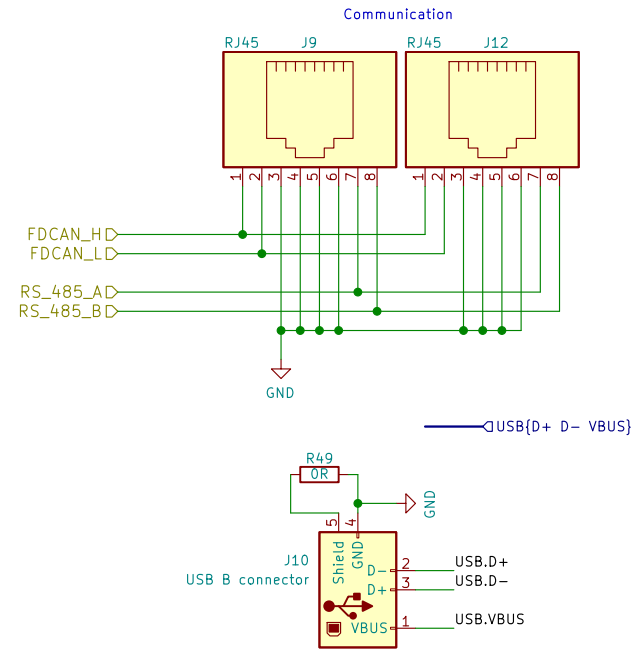 Communication
RJ45 J9 RJ45 J12
1 2 3 4 5 6 7 8 1 2 3 4 5 6 7 8
FDCAN_H
FDCAN_L
RS_485_A
RS_485_B
GND
USB{D+ D- VBUS}
R49
0R
GND
5 4
J10
USB B connector
Shield
GND
D- 2 USB.D+
D+ 3 USB.D-
VBUS 1 USB.VBUS